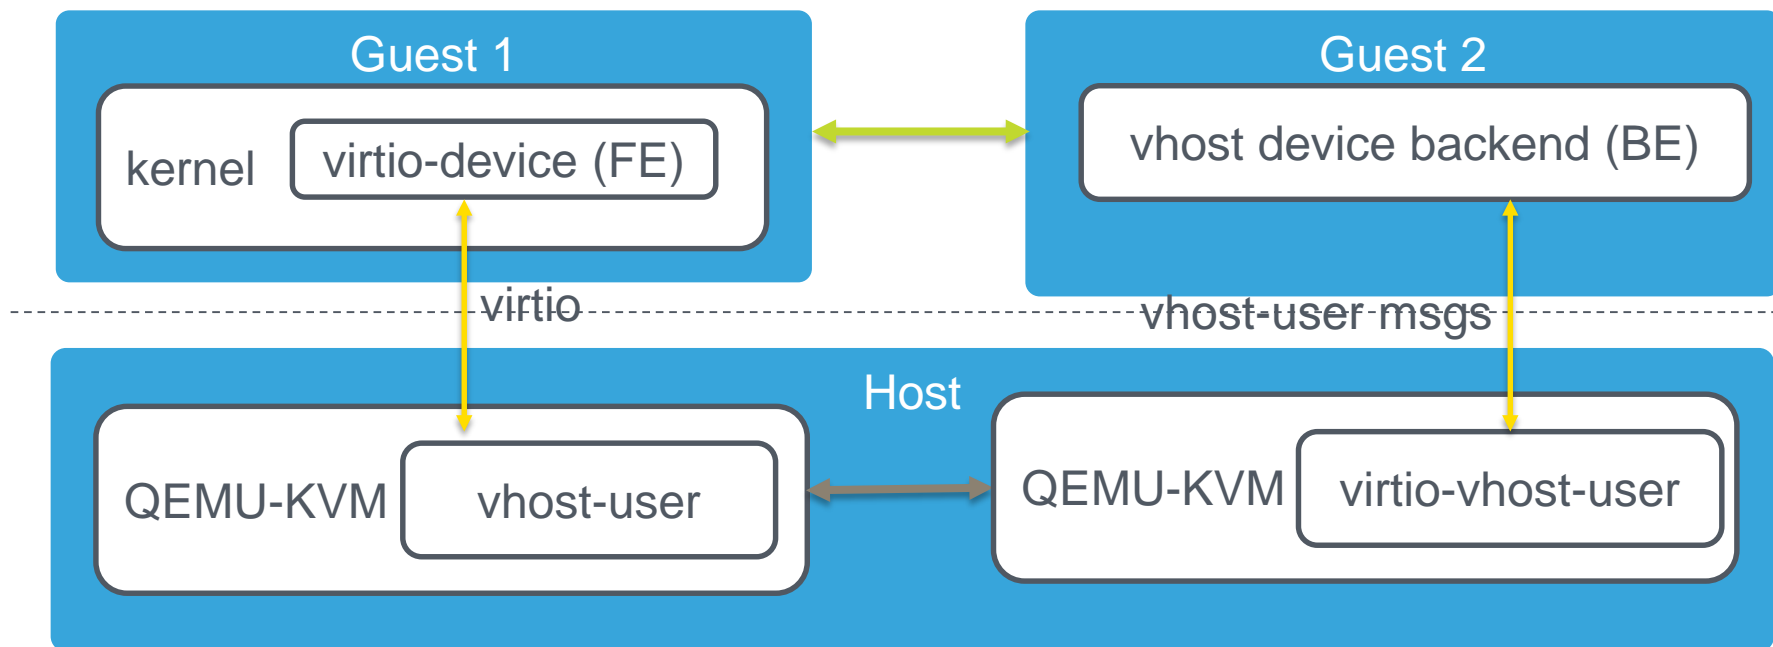 Guest 1
Guest 2
kernel
virtio-device (FE)
vhost device backend (BE)
virtio
vhost-user msgs
Host
QEMU-KVM
vhost-user
QEMU-KVM
virtio-vhost-user